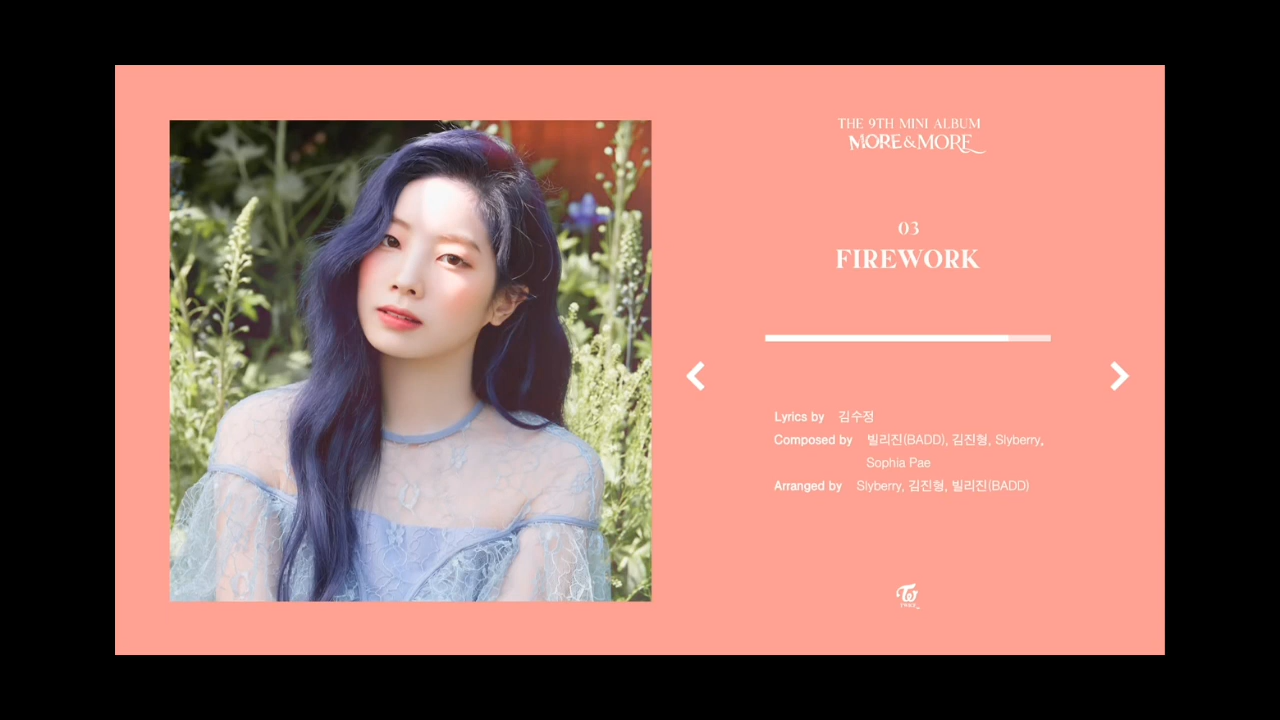 THE 9TH MINI ALBUM
MORE & MORE
03
FIREWORK
Lyrics by 김수정
Composed by 빌리진(BADD), 김진형, Slyberry,
Sophia Pae
Arranged by Slyberry, 김진형, 빌리진(BADD)
TWICE